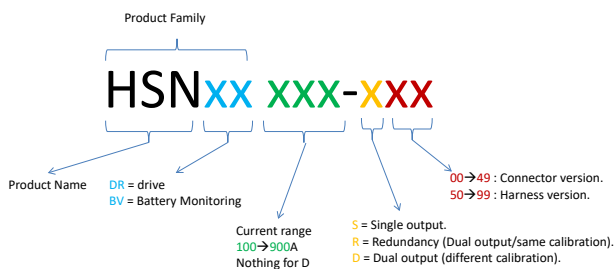 Product Family
HSNxx xxx-xxx
Product Name
DR = drive
BV = Battery Monitoring
Current range
100→900A
Nothing for D
S = Single output.
R = Redundancy (Dual output/same calibration).
D = Dual output (different calibration).
00→49 : Connector version.
50→99 : Harness version.